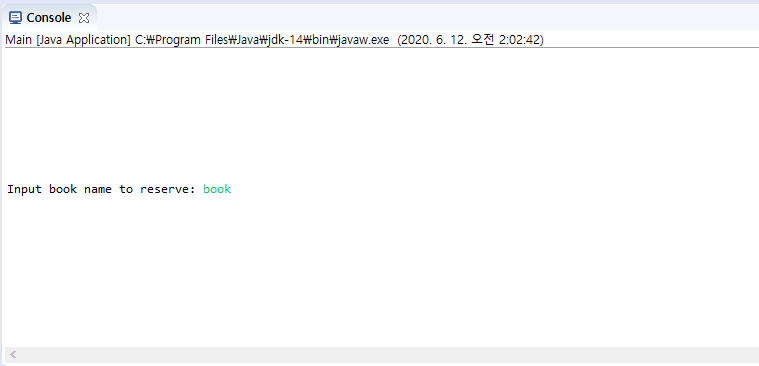 Console
Main [Java Application] C:₩Program Files₩Java₩jdk-14₩bin₩javaw.exe (2020. 6. 12. 오전 2:02:42)
Input book name to reserve: book